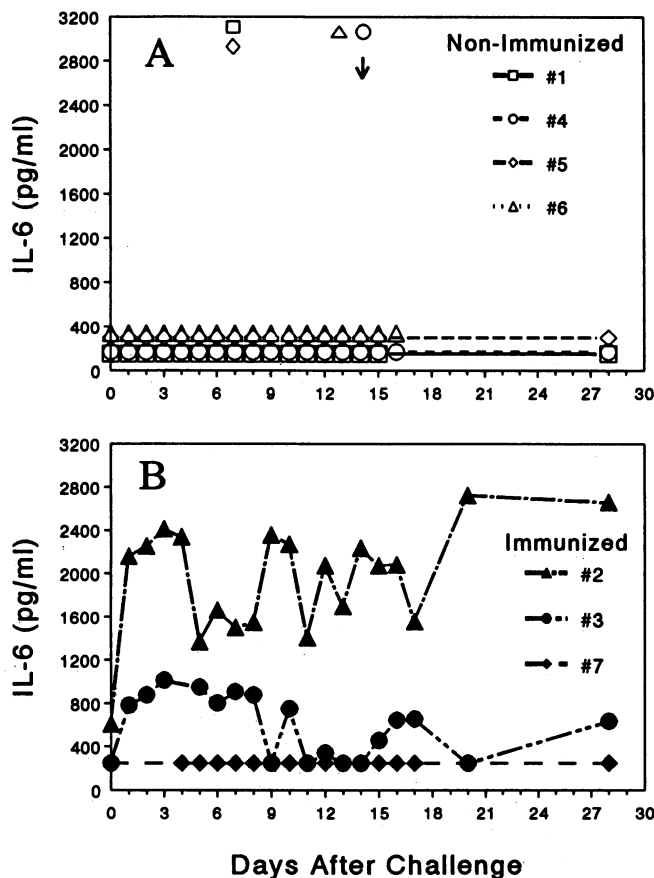 3200
2800
2400
2000
1600
1200
800
400
0
IL-6 (pg/ml)
A
Non-Immunized
#1
#4
#5
#6
0 3 6 9 12 15 18 21 24 27 30
3200
2800
2400
2000
1600
1200
800
400
0
IL-6 (pg/ml)
B
Immunized
#2
#3
#7
0 3 6 9 12 15 18 21 24 27 30
Days After Challenge